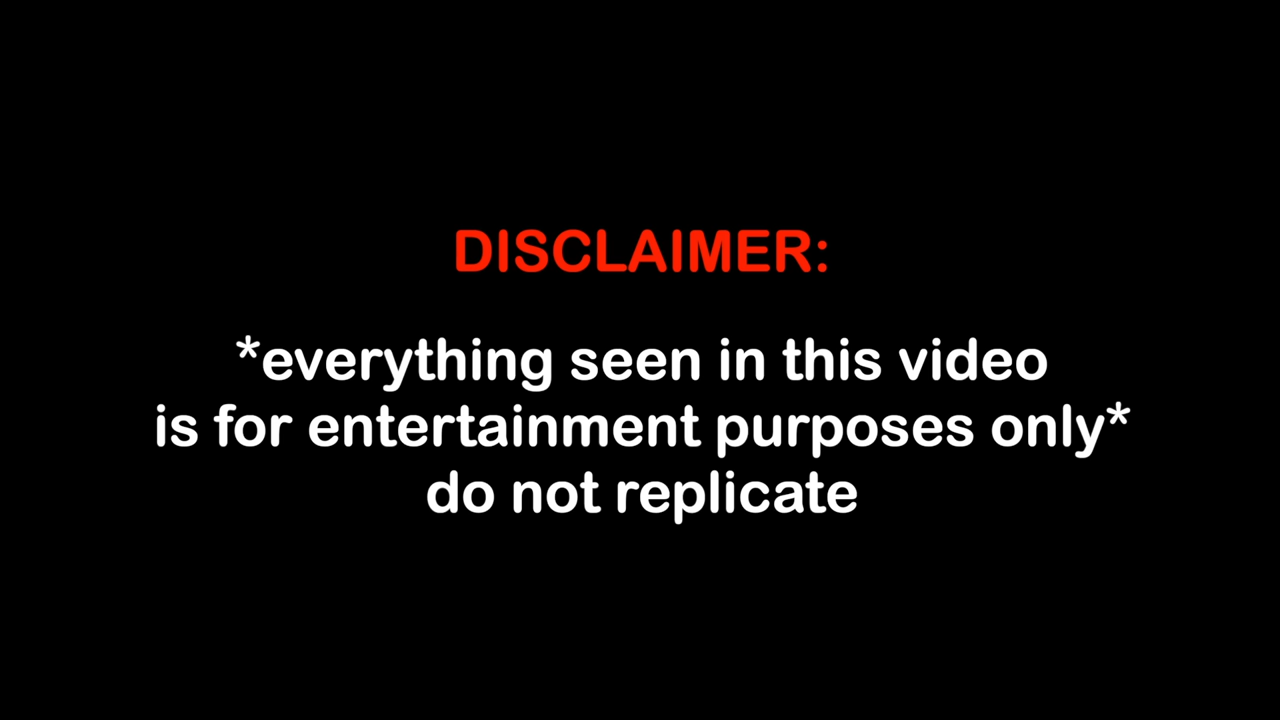 DISCLAIMER:
*everything seen in this video
is for entertainment purposes only*
do not replicate